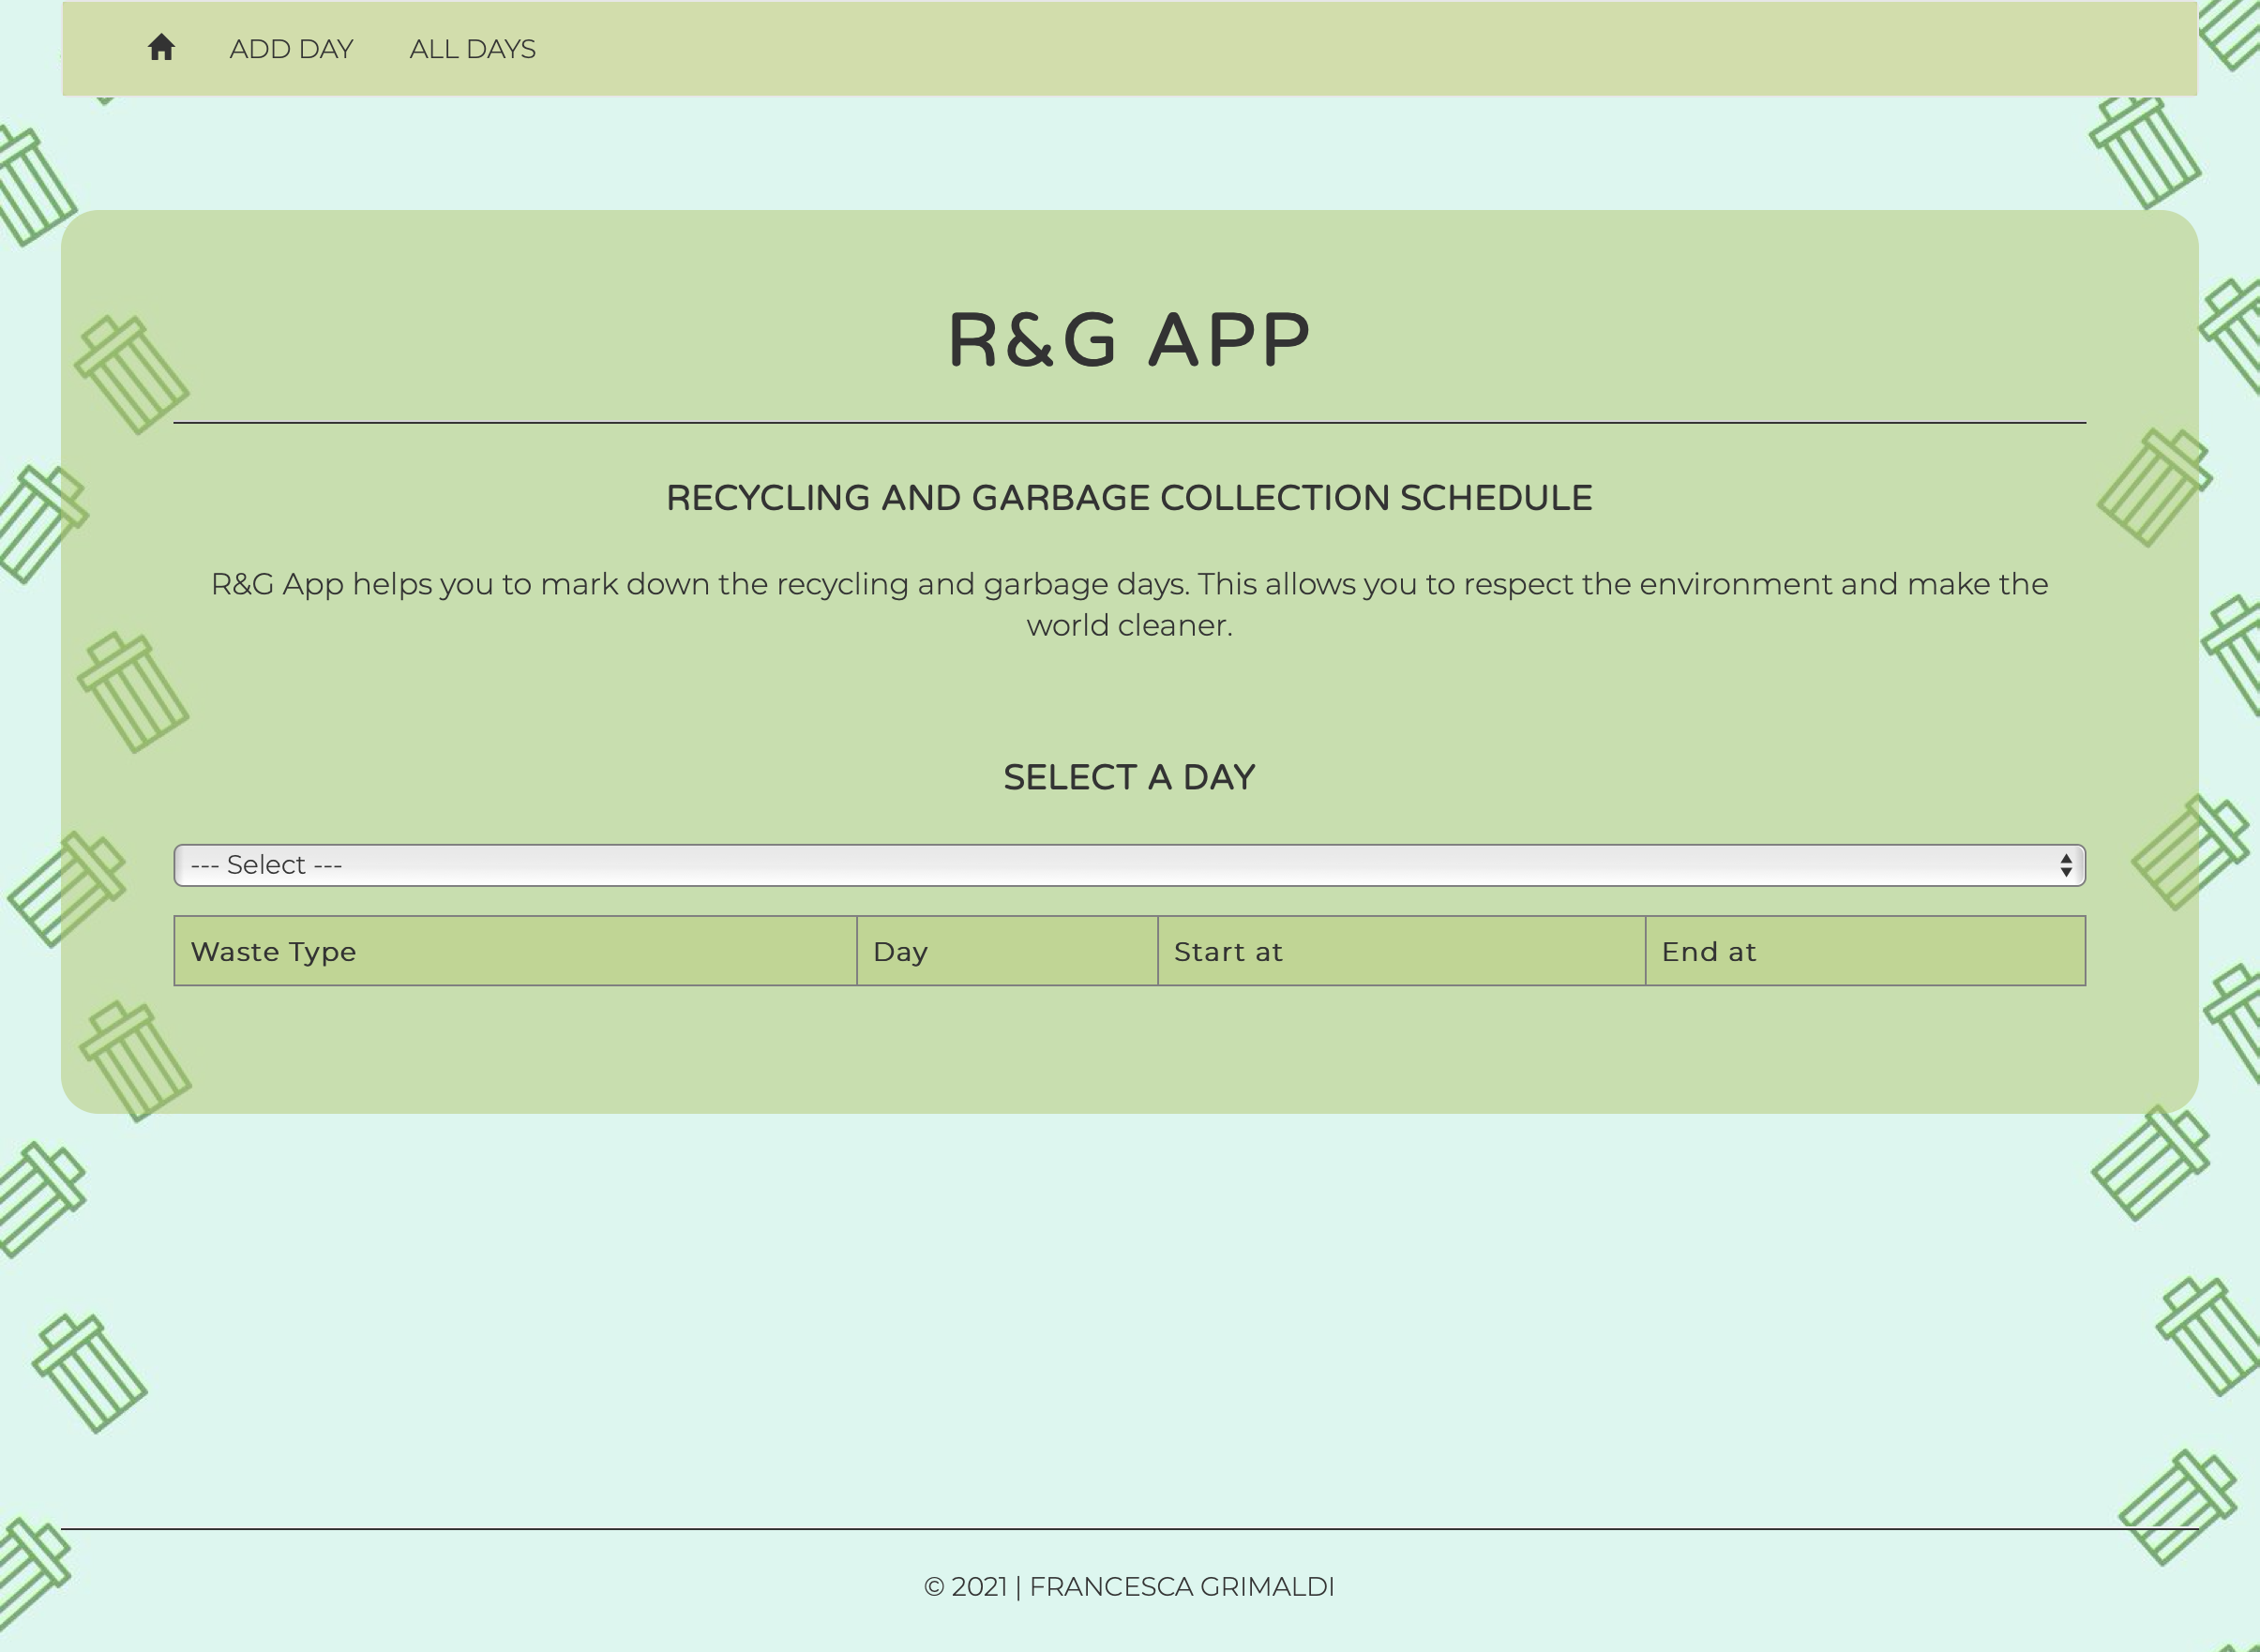 ADD DAY ALL DAYS
R&G APP
RECYCLING AND GARBAGE COLLECTION SCHEDULE
R&G App helps you to mark down the recycling and garbage days. This allows you to respect the environment and make the
world cleaner.
SELECT A DAY
--- Select ---
Waste Type Day Start at End at
© 2021 | FRANCESCA GRIMALDI